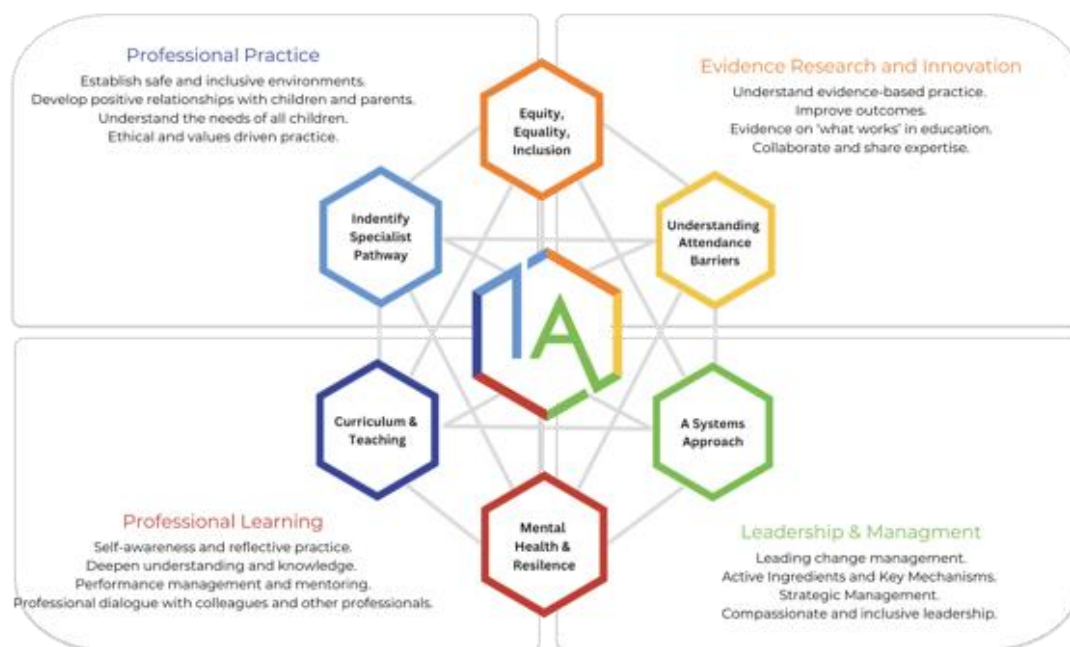 Professional Practice
Establish safe and inclusive environments.
Develop positive relationships with children and parents.
Understand the needs of all children.
Ethical and values driven practice.
Evidence Research and Innovation
Understand evidence-based practice.
Improve outcomes.
Evidence on 'what works' in education.
Collaborate and share expertise.
Equity,
Equality,
Inclusion
Indentify
Specialist
Pathway
Understanding
Attendance
Barriers
1A
Curriculum &
Teaching
A Systems
Approach
Mental
Health &
Resilence
Professional Learning
Self-awareness and reflective practice.
Deepen understanding and knowledge.
Performance management and mentoring.
Professional dialogue with colleagues and other professionals.
Leadership & Managment
Leading change management.
Active Ingredients and Key Mechanisms.
Strategic Management.
Compassionate and inclusive leadership.